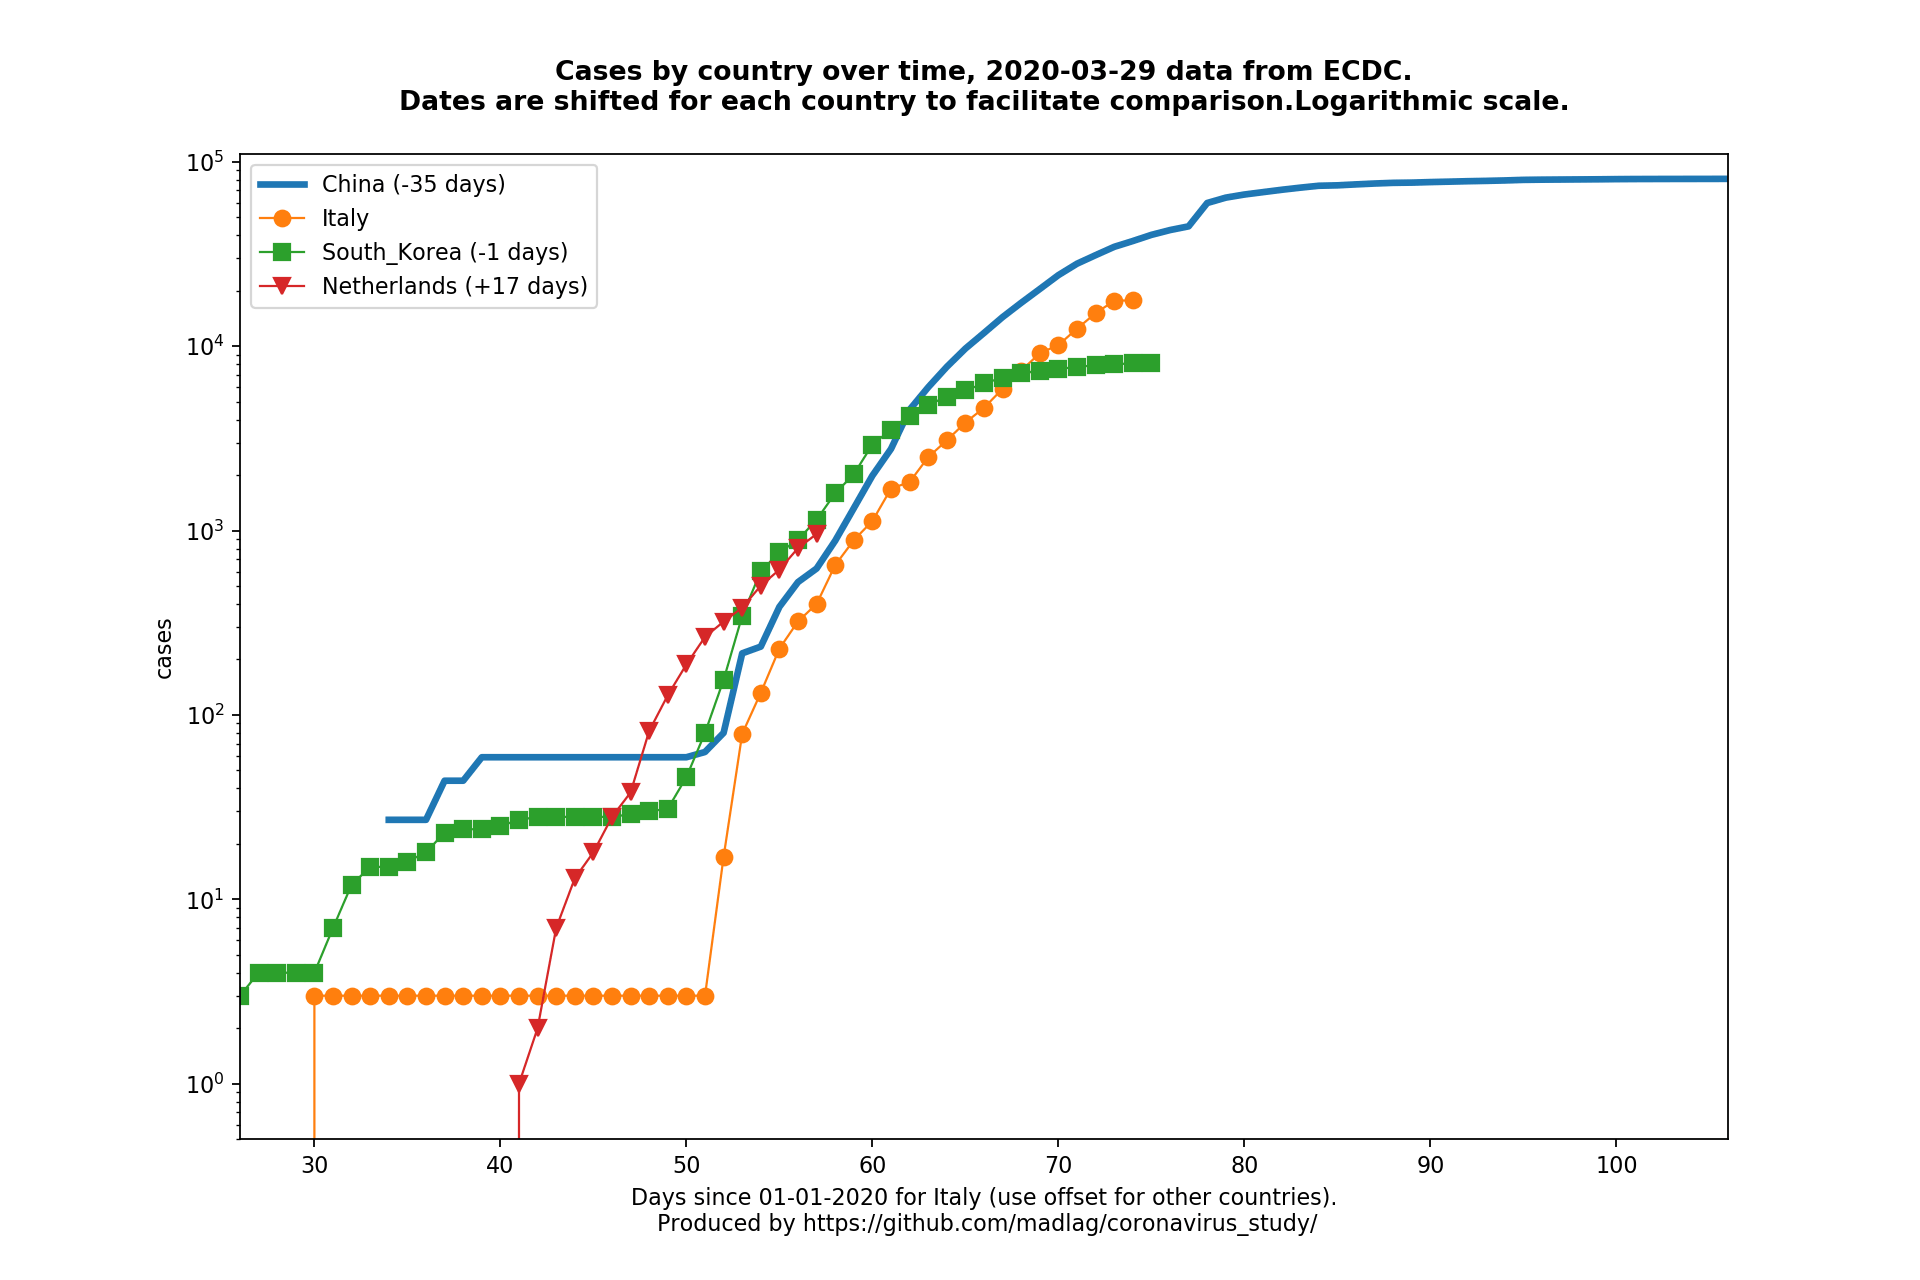 Cases by country over time, 2020-03-29 data from ECDC.
Dates are shifted for each country to facilitate comparison.Logarithmic scale.
10^5
10^4
10^3
10^2
10^1
10^0
cases
China (-35 days)
Italy
South_Korea (-1 days)
Netherlands (+17 days)
30 40 50 60 70 80 90 100
Days since 01-01-2020 for Italy (use offset for other countries).
Produced by https://github.com/madlag/coronavirus_study/